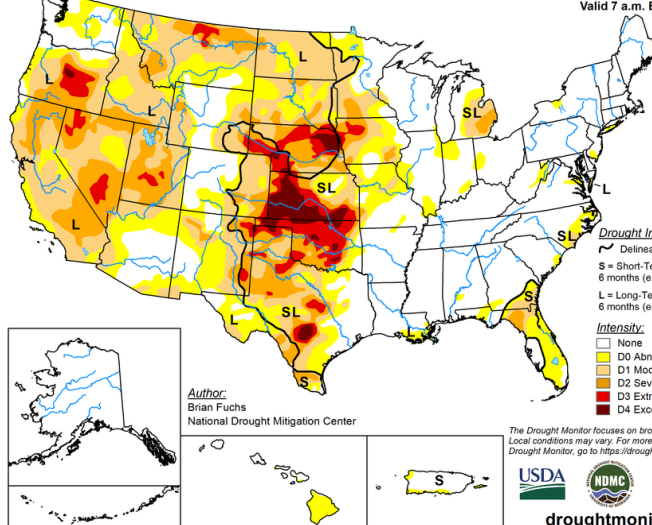 Valid 7 a.m. E
L
L
L
SL
SL
L
L
SL
SL
S
L
L
S
S
Drought Im
Delinea
S = Short-Te
6 months (e
L = Long-Te
6 months (e
Intensity:
None
D0 Abn
D1 Mod
D2 Sev
D3 Extr
D4 Exce
Author:
Brian Fuchs
National Drought Mitigation Center
The Drought Monitor focuses on bro
Local conditions may vary. For more
Drought Monitor, go to https://drough
USDA
NDMC
droughtmoni